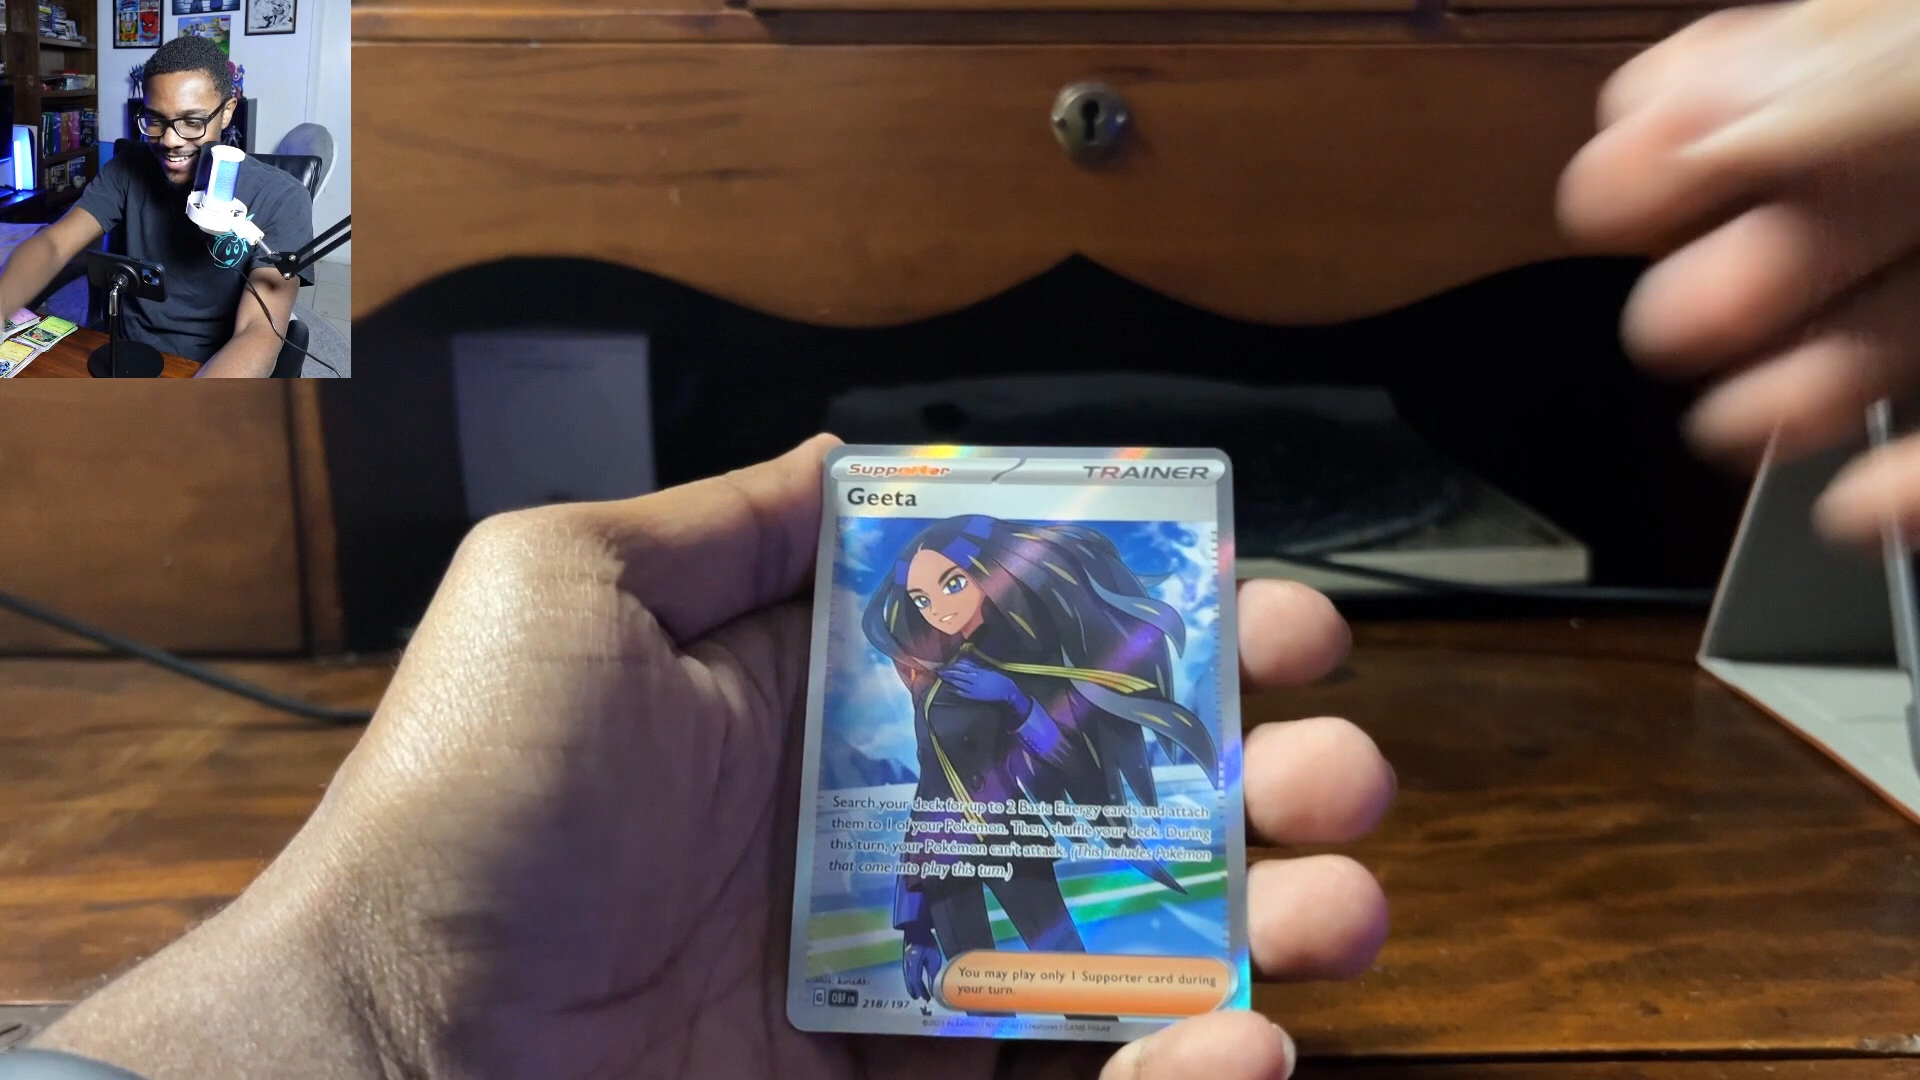 Supporter
TRAINER
Geeta
Search your deck for up to 2 Basic Energy cards and attach
them to 1 of your Pokémon. Then, shuffle your deck. During
this turn, your Pokémon can't attack. (This includes Pokémon
that come into play this turn.)
You may play only 1 Supporter card during
your turn.
G OBF EN 218/197